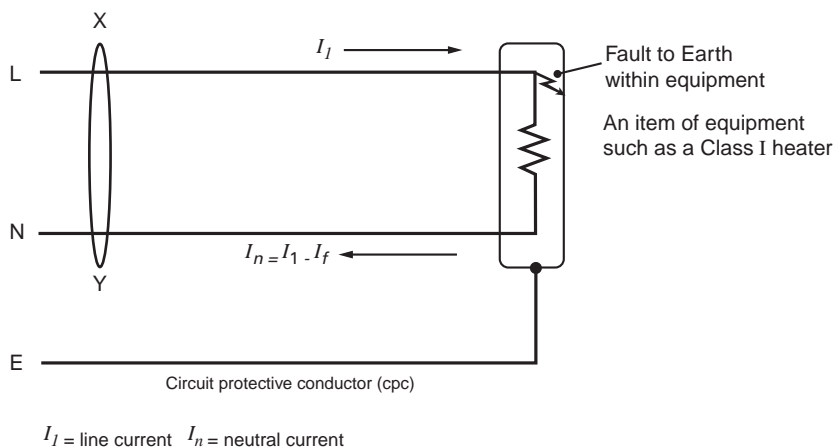 X
I1
L
Fault to Earth
within equipment
An item of equipment
such as a Class I heater
N
In = I1 - If
Y
E
Circuit protective conductor (cpc)
I1 = line current In = neutral current